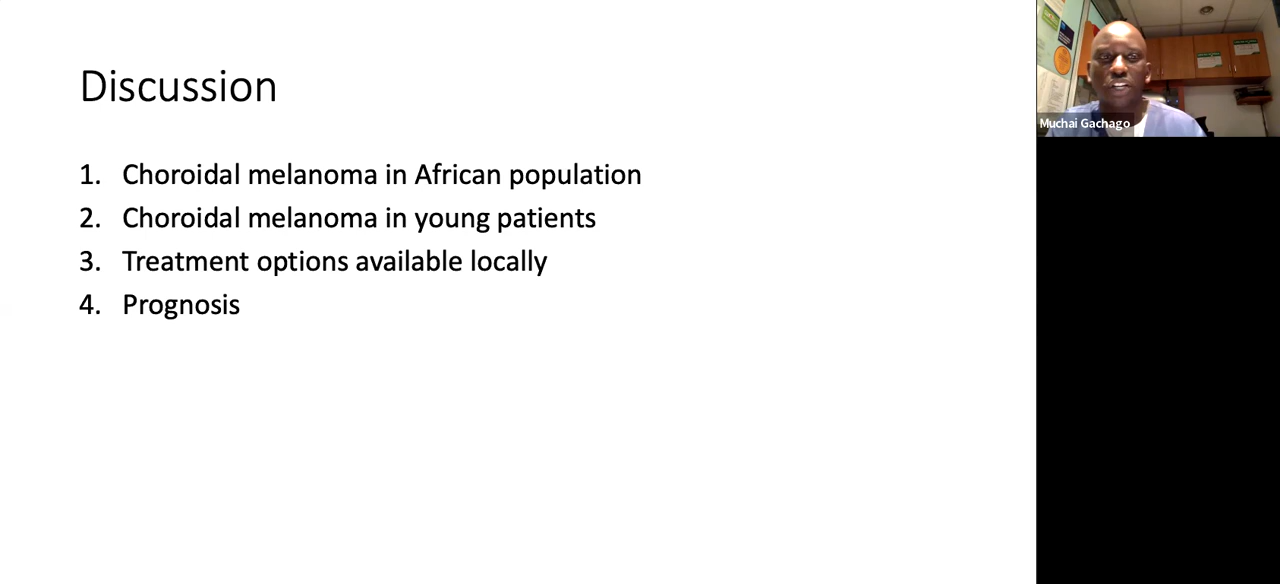 Discussion
1. Choroidal melanoma in African population
2. Choroidal melanoma in young patients
3. Treatment options available locally
4. Prognosis
Muchai Gachago